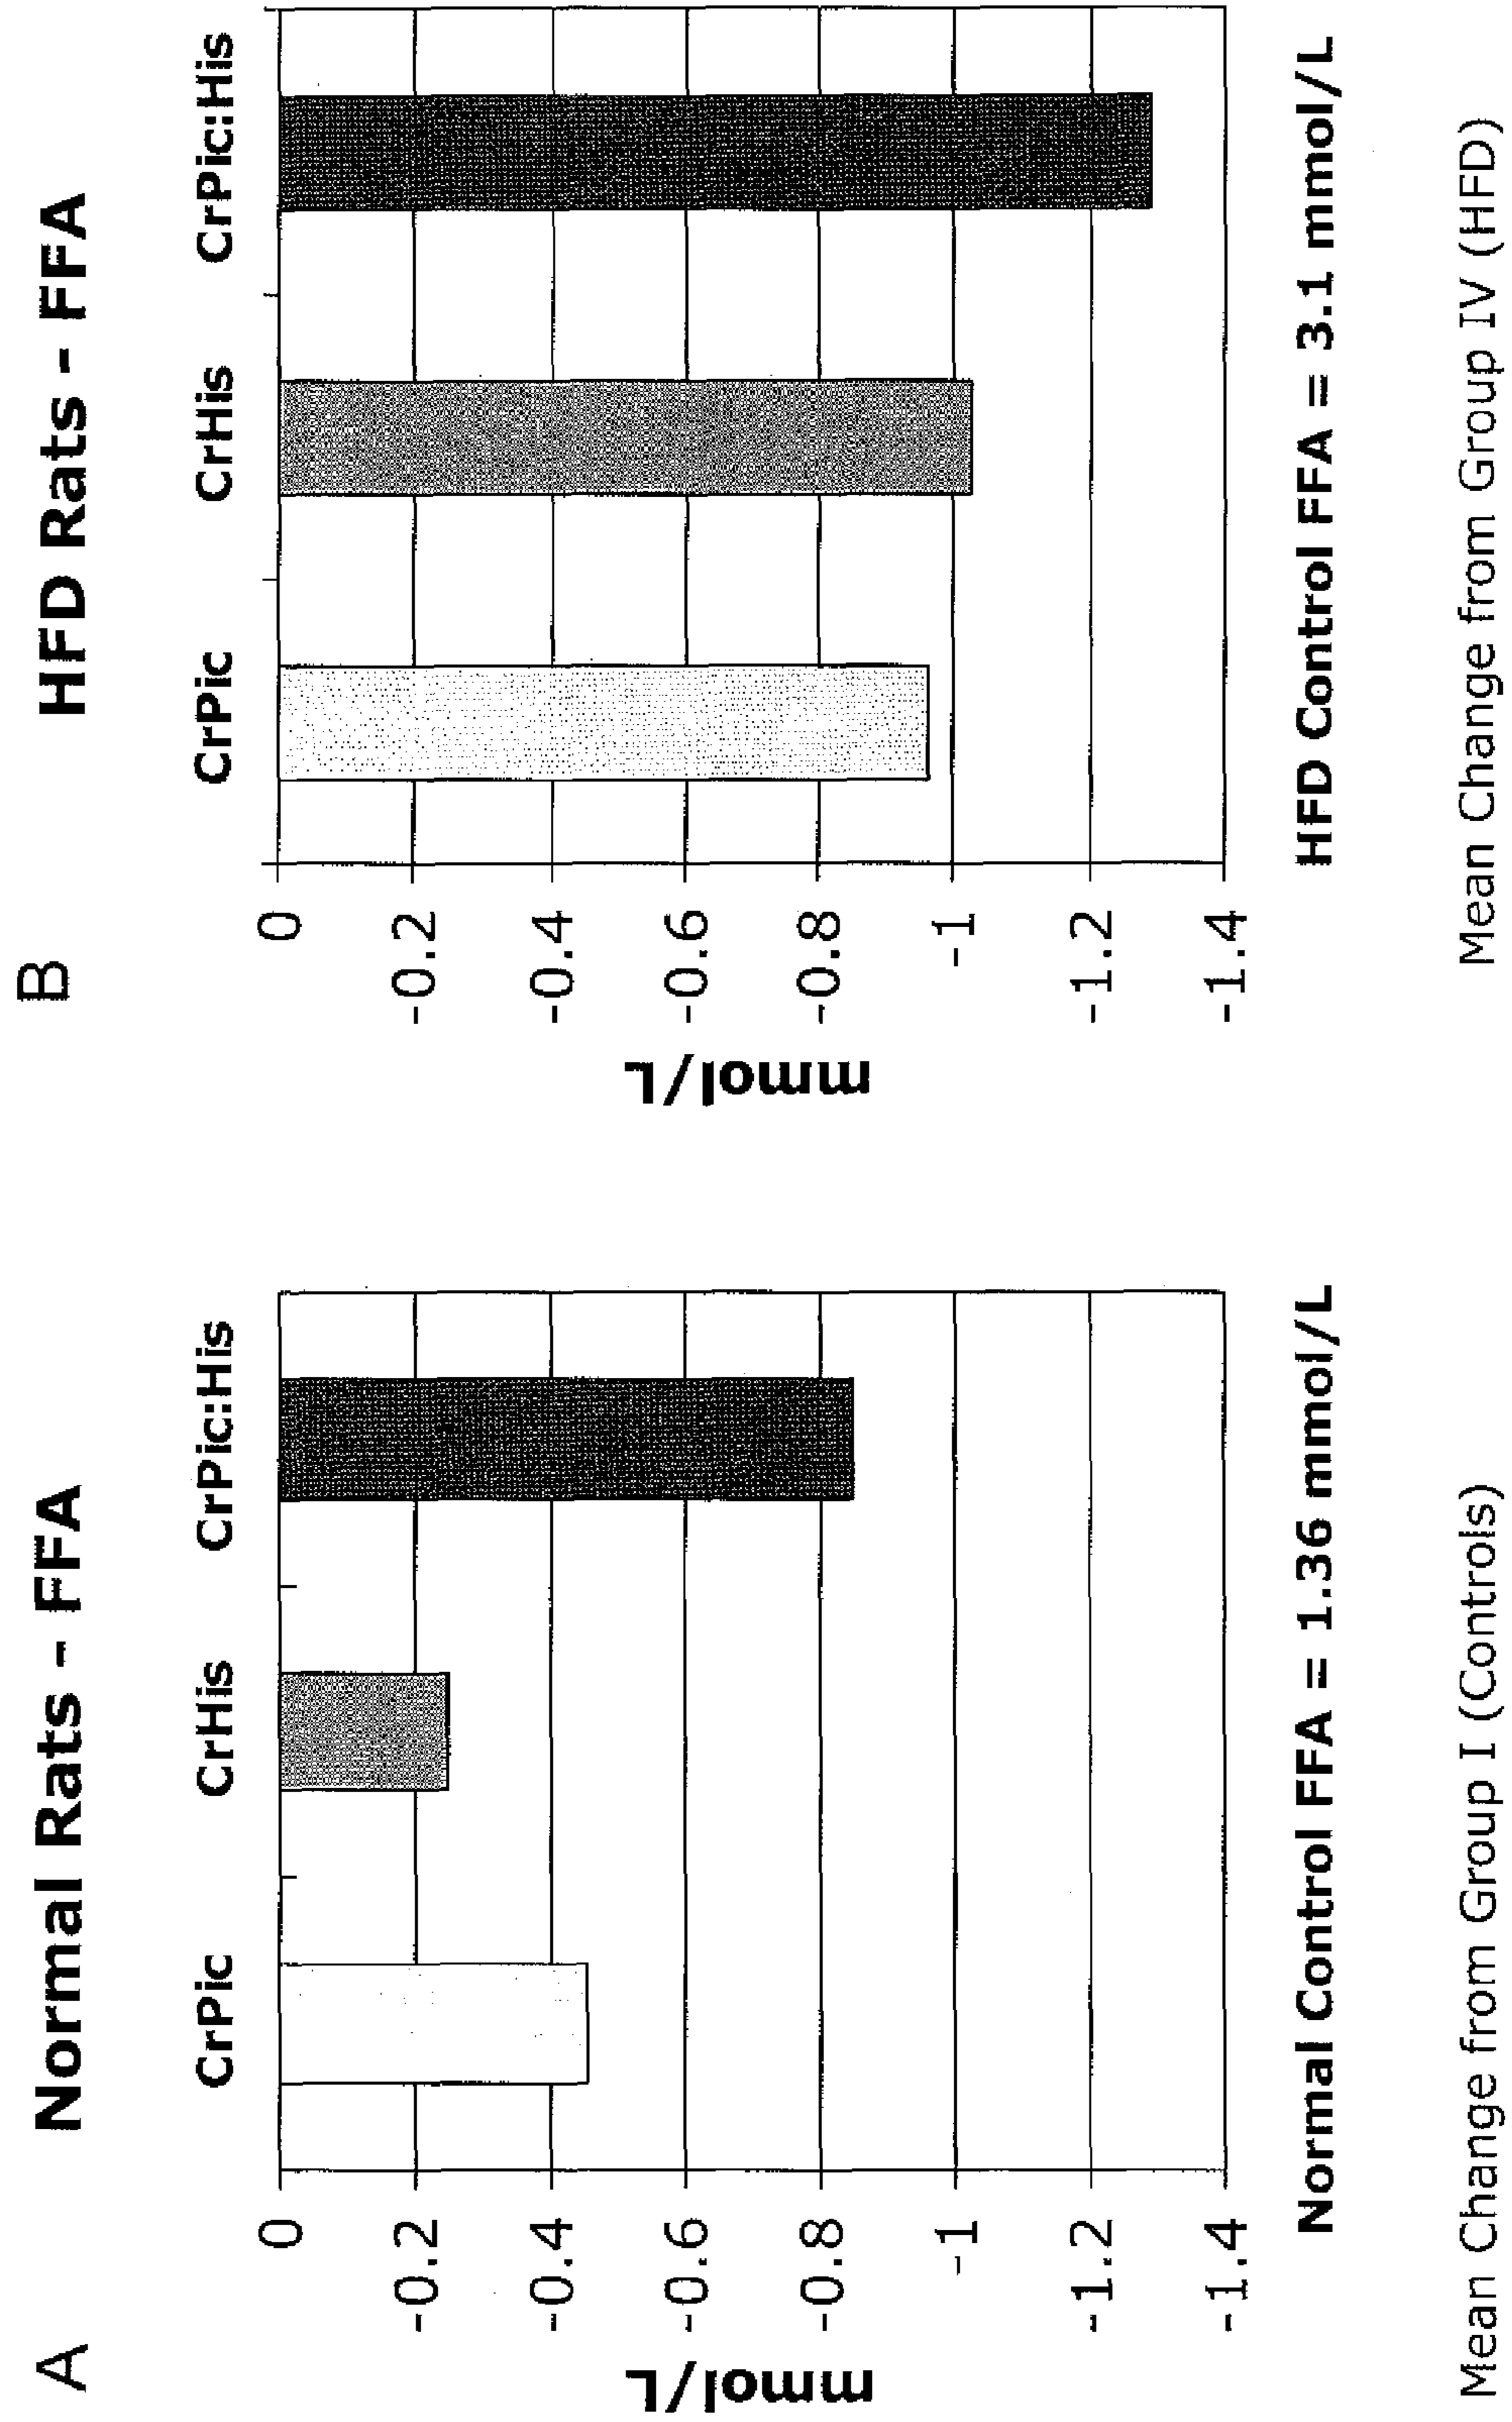 A
Normal Rats - FFA
CrPic CrHis CrPic:His
mmol/L
0
-0.2
-0.4
-0.6
-0.8
-1
-1.2
-1.4
Normal Control FFA = 1.36 mmol/L
Mean Change from Group I (Controls)
B
HFD Rats - FFA
CrPic CrHis CrPic:His
mmol/L
0
-0.2
-0.4
-0.6
-0.8
-1
-1.2
-1.4
HFD Control FFA = 3.1 mmol/L
Mean Change from Group IV (HFD)